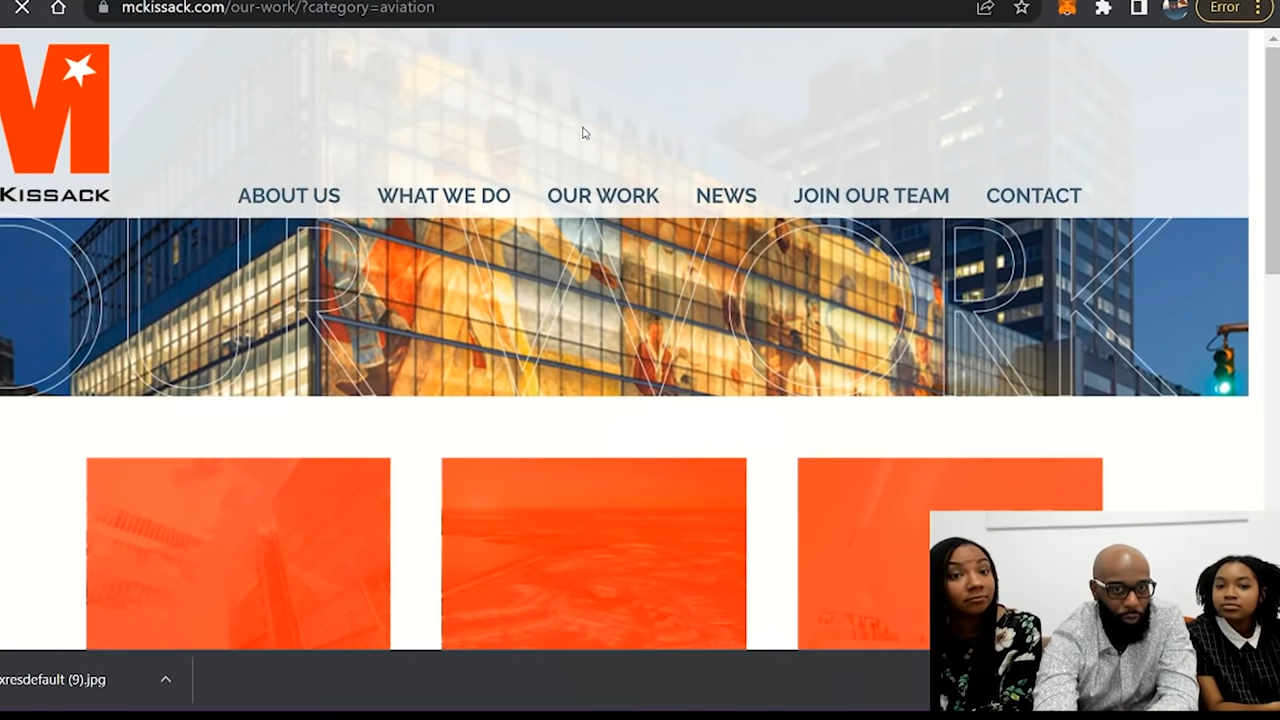 mckissack.com/our-work/?category=aviation
Error
M
KISSACK
ABOUT US WHAT WE DO OUR WORK NEWS JOIN OUR TEAM CONTACT
OUR WORK
xresdefault (9).jpg